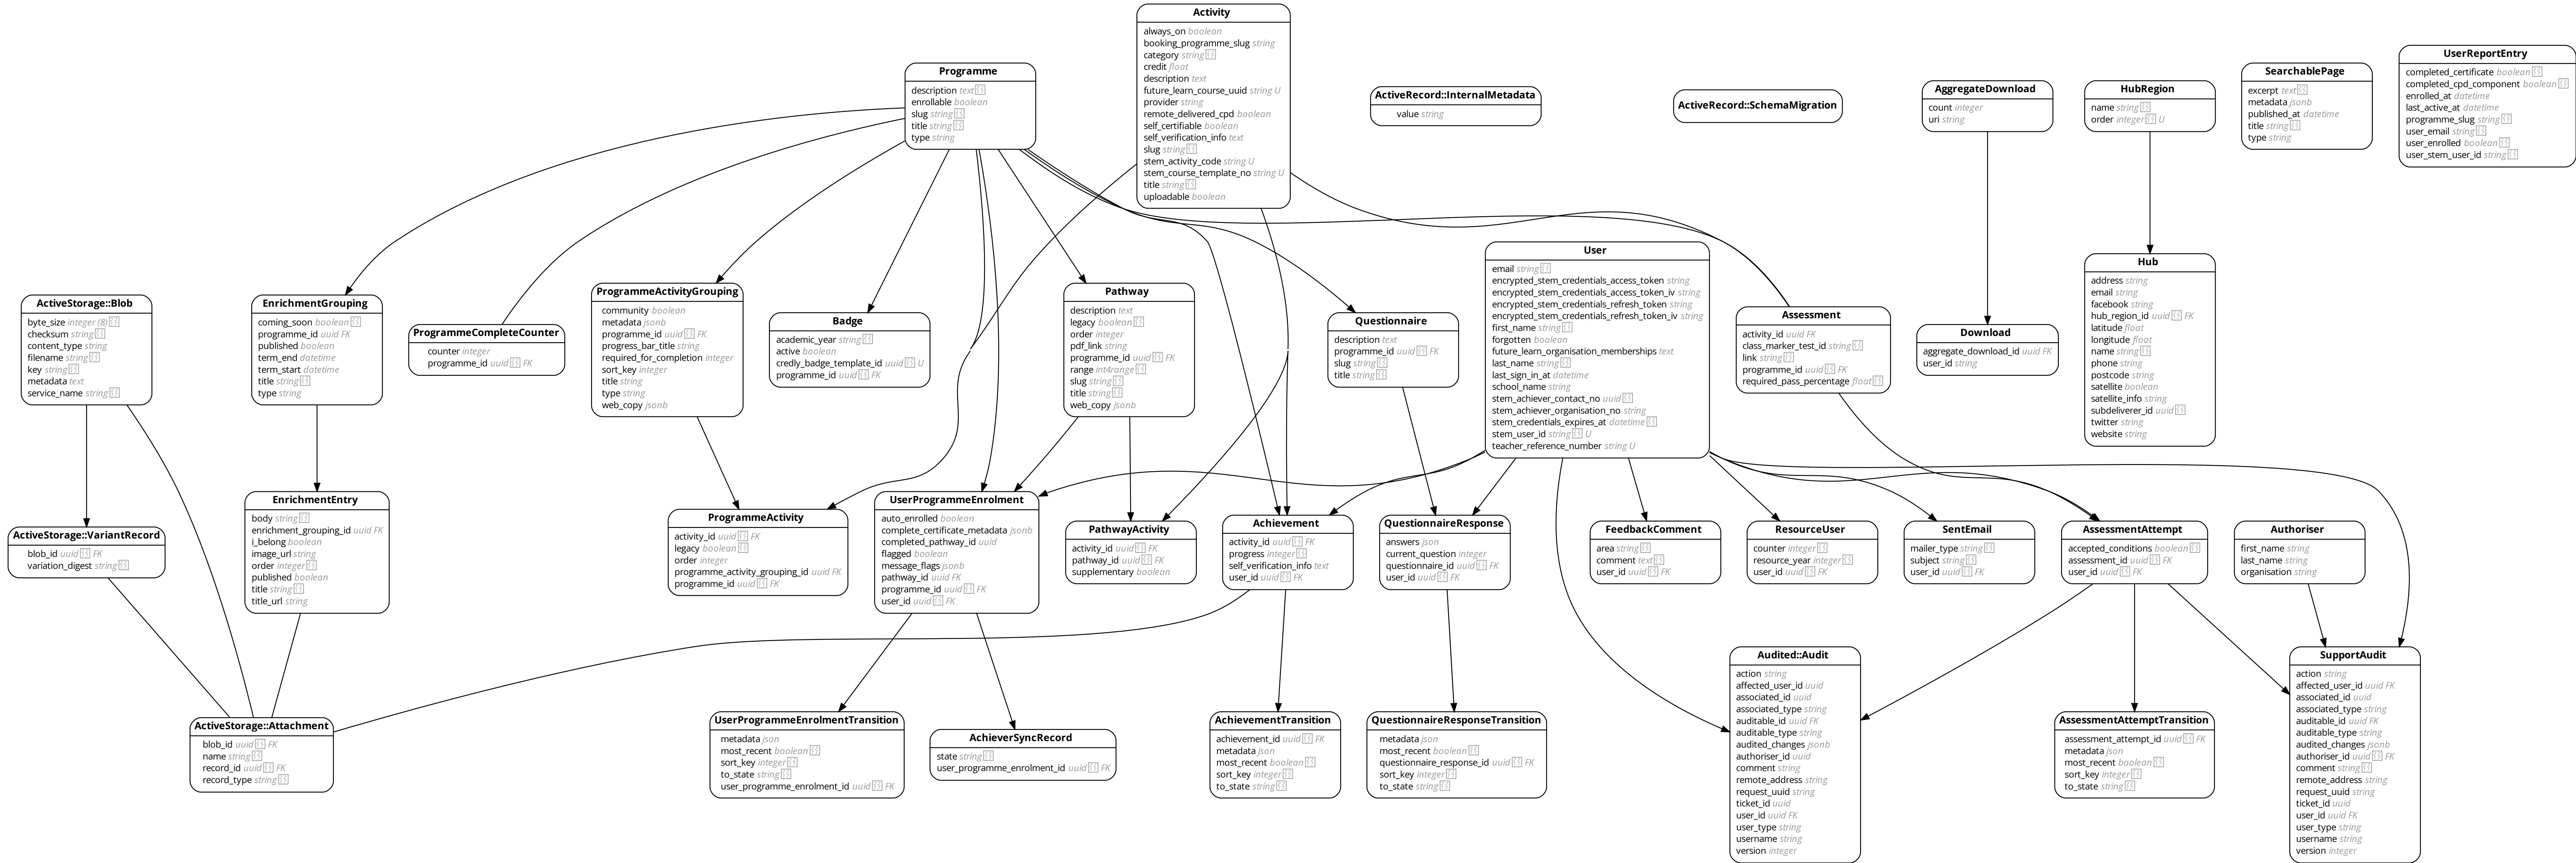 Activity
always_on boolean
booking_programme_slug string
category string
credit float
description text
future_learn_course_uuid string U
provider string
remote_delivered_cpd boolean
self_certifiable boolean
self_verification_info text
slug string
stem_activity_code string U
stem_course_template_no string U
title string
uploadable boolean
Programme
description text
enrollable boolean
slug string
title string
type string
ActiveRecord::InternalMetadata
value string
ActiveRecord::SchemaMigration
AggregateDownload
count integer
uri string
HubRegion
name string
order integer U
SearchablePage
excerpt text
metadata jsonb
published_at datetime
title string
type string
UserReportEntry
completed_certificate boolean
completed_cpd_component boolean
enrolled_at datetime
last_active_at datetime
programme_slug string
user_email string
user_enrolled boolean
user_stem_user_id string
ActiveStorage::Blob
byte_size integer (8)
checksum string
content_type string
filename string
key string
metadata text
service_name string
EnrichmentGrouping
coming_soon boolean
programme_id uuid FK
published boolean
term_end datetime
term_start datetime
title string
type string
ProgrammeCompleteCounter
counter integer
programme_id uuid FK
ProgrammeActivityGrouping
community boolean
metadata jsonb
programme_id uuid FK
progress_bar_title string
required_for_completion integer
sort_key integer
title string
type string
web_copy jsonb
Badge
academic_year string
active boolean
credly_badge_template_id uuid U
programme_id uuid FK
Pathway
description text
legacy boolean
order integer
pdf_link string
programme_id uuid FK
range int4range
slug string
title string
web_copy jsonb
Questionnaire
description text
programme_id uuid FK
slug string
title string
User
email string
encrypted_stem_credentials_access_token string
encrypted_stem_credentials_access_token_iv string
encrypted_stem_credentials_refresh_token string
encrypted_stem_credentials_refresh_token_iv string
first_name string
forgotten boolean
future_learn_organisation_memberships text
last_name string
last_sign_in_at datetime
school_name string
stem_achiever_contact_no uuid
stem_achiever_organisation_no string
stem_credentials_expires_at datetime
stem_user_id string U
teacher_reference_number string U
Assessment
activity_id uuid FK
class_marker_test_id string
link string
programme_id uuid FK
required_pass_percentage float
Download
aggregate_download_id uuid FK
user_id string
Hub
address string
email string
facebook string
hub_region_id uuid FK
latitude float
longitude float
name string
phone string
postcode string
satellite boolean
satellite_info string
subdeliverer_id uuid
twitter string
website string
ActiveStorage::VariantRecord
blob_id uuid FK
variation_digest string
EnrichmentEntry
body string
enrichment_grouping_id uuid FK
i_belong boolean
image_url string
order integer
published boolean
title string
title_url string
ProgrammeActivity
activity_id uuid FK
legacy boolean
order integer
programme_activity_grouping_id uuid FK
programme_id uuid FK
UserProgrammeEnrolment
auto_enrolled boolean
complete_certificate_metadata jsonb
completed_pathway_id uuid
flagged boolean
message_flags jsonb
pathway_id uuid FK
programme_id uuid FK
user_id uuid FK
PathwayActivity
activity_id uuid FK
pathway_id uuid FK
supplementary boolean
Achievement
activity_id uuid FK
progress integer
self_verification_info text
user_id uuid FK
QuestionnaireResponse
answers json
current_question integer
questionnaire_id uuid FK
user_id uuid FK
FeedbackComment
area string
comment text
user_id uuid FK
ResourceUser
counter integer
resource_year integer
user_id uuid FK
SentEmail
mailer_type string
subject string
user_id uuid FK
AssessmentAttempt
accepted_conditions boolean
assessment_id uuid FK
user_id uuid FK
Authoriser
first_name string
last_name string
organisation string
ActiveStorage::Attachment
blob_id uuid FK
name string
record_id uuid FK
record_type string
UserProgrammeEnrolmentTransition
metadata json
most_recent boolean
sort_key integer
to_state string
user_programme_enrolment_id uuid FK
AchieverSyncRecord
state string
user_programme_enrolment_id uuid FK
AchievementTransition
achievement_id uuid FK
metadata json
most_recent boolean
sort_key integer
to_state string
QuestionnaireResponseTransition
metadata json
most_recent boolean
questionnaire_response_id uuid FK
sort_key integer
to_state string
Audited::Audit
action string
affected_user_id uuid
associated_id uuid
associated_type string
auditable_id uuid FK
auditable_type string
audited_changes jsonb
authoriser_id uuid
comment string
remote_address string
request_uuid string
ticket_id uuid
user_id uuid FK
user_type string
username string
version integer
AssessmentAttemptTransition
assessment_attempt_id uuid FK
metadata json
most_recent boolean
sort_key integer
to_state string
SupportAudit
action string
affected_user_id uuid FK
associated_id uuid
associated_type string
auditable_id uuid FK
auditable_type string
audited_changes jsonb
authoriser_id uuid FK
comment string
remote_address string
request_uuid string
ticket_id uuid
user_id uuid FK
user_type string
username string
version integer